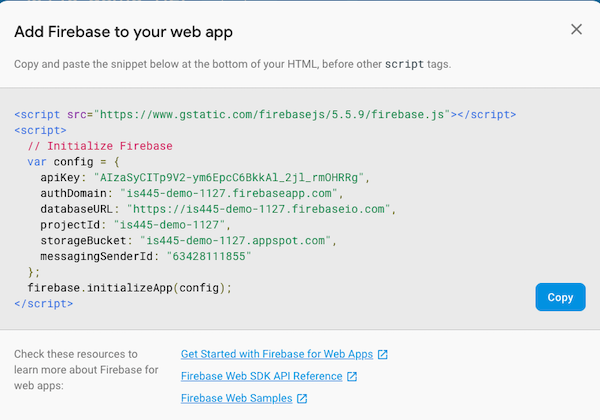 Add Firebase to your web app
Copy and paste the snippet below at the bottom of your HTML, before other script tags.
<script src="https://www.gstatic.com/firebasejs/5.5.9/firebase.js"></script>
<script>
// Initialize Firebase
var config = {
apiKey: "AIzaSyCITp9V2-ym6EpcC6BkkAl_2jl_rmOHRRg",
authDomain: "is445-demo-1127.firebaseapp.com",
databaseURL: "https://is445-demo-1127.firebaseio.com",
projectId: "is445-demo-1127",
storageBucket: "is445-demo-1127.appspot.com",
messagingSenderId: "63428111855"
};
firebase.initializeApp(config);
</script>
Copy
Check these resources to
learn more about Firebase for
web apps:
Get Started with Firebase for Web Apps
Firebase Web SDK API Reference
Firebase Web Samples